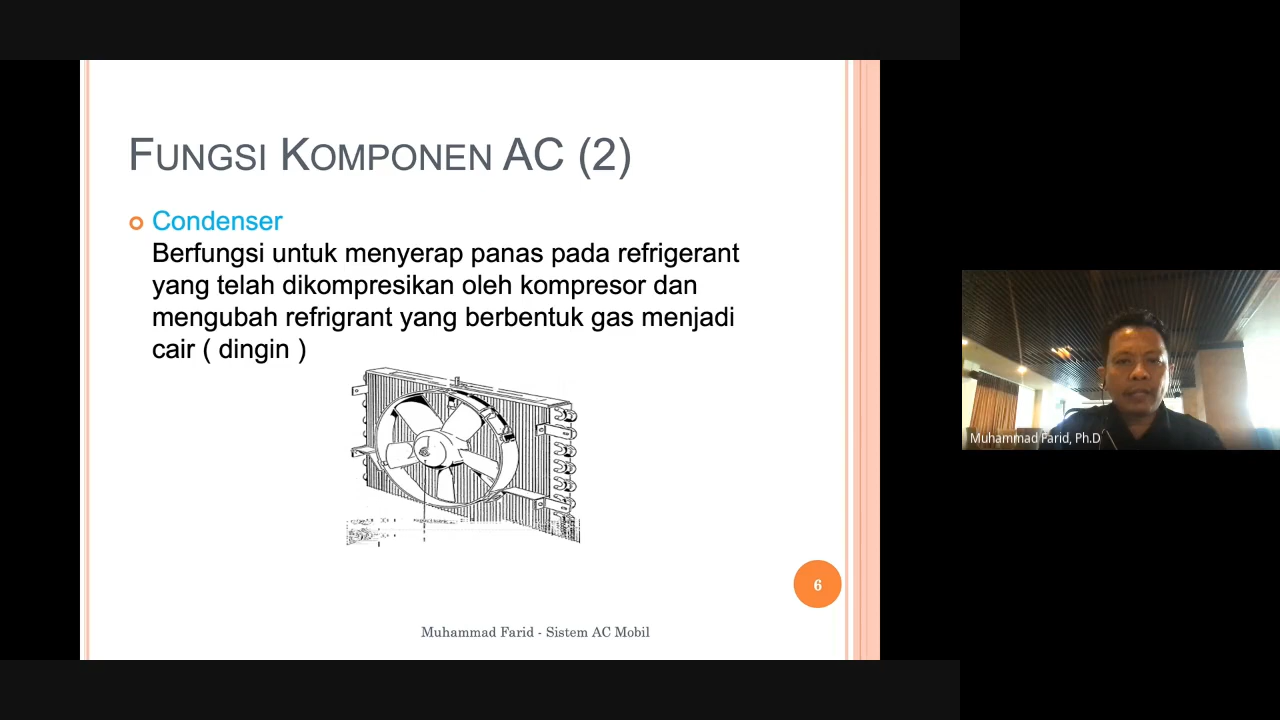 FUNGSI KOMPONEN AC (2)
Condenser
Berfungsi untuk menyerap panas pada refrigerant
yang telah dikompresikan oleh kompresor dan
mengubah refrigrant yang berbentuk gas menjadi
cair ( dingin )
6
Muhammad Farid - Sistem AC Mobil
Muhammad Farid, Ph.D